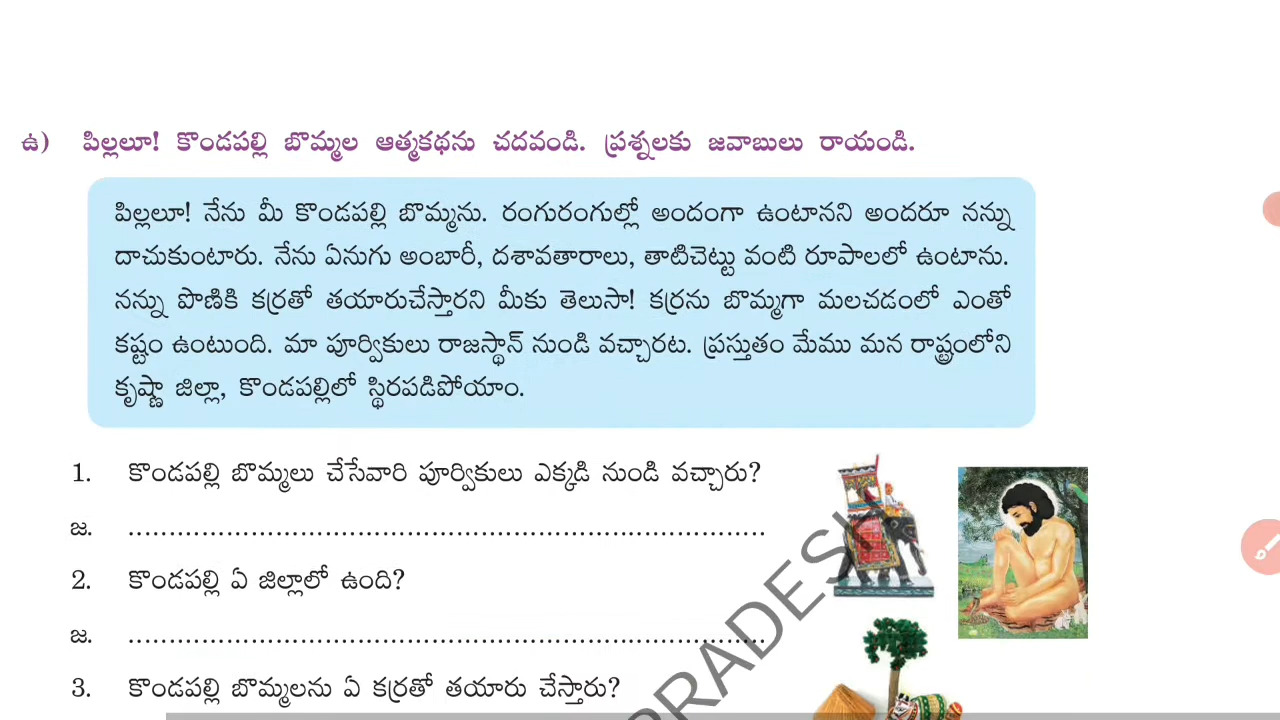 ఉ) పిల్లలూ! కొండపల్లి బొమ్మల ఆత్మకథను చదవండి. ప్రశ్నలకు జవాబులు రాయండి.
పిల్లలూ! నేను మీ కొండపల్లి బొమ్మను. రంగురంగుల్లో అందంగా ఉంటానని అందరూ నన్ను
దాచుకుంటారు. నేను ఏనుగు అంబారీ, దశావతారాలు, తాటిచెట్టు వంటి రూపాలలో ఉంటాను.
నన్ను పొణికి కర్రతో తయారుచేస్తారని మీకు తెలుసా! కర్రను బొమ్మగా మలచడంలో ఎంతో
కష్టం ఉంటుంది. మా పూర్వికులు రాజస్థాన్ నుండి వచ్చారట. ప్రస్తుతం మేము మన రాష్ట్రంలోని
కృష్ణా జిల్లా, కొండపల్లిలో స్థిరపడిపోయాం.
1. కొండపల్లి బొమ్మలు చేసేవారి పూర్వికులు ఎక్కడి నుండి వచ్చారు?
జ. ..............................................................................
2. కొండపల్లి ఏ జిల్లాలో ఉంది?
జ. ..............................................................................
3. కొండపల్లి బొమ్మలను ఏ కర్రతో తయారు చేస్తారు?
PRADESH